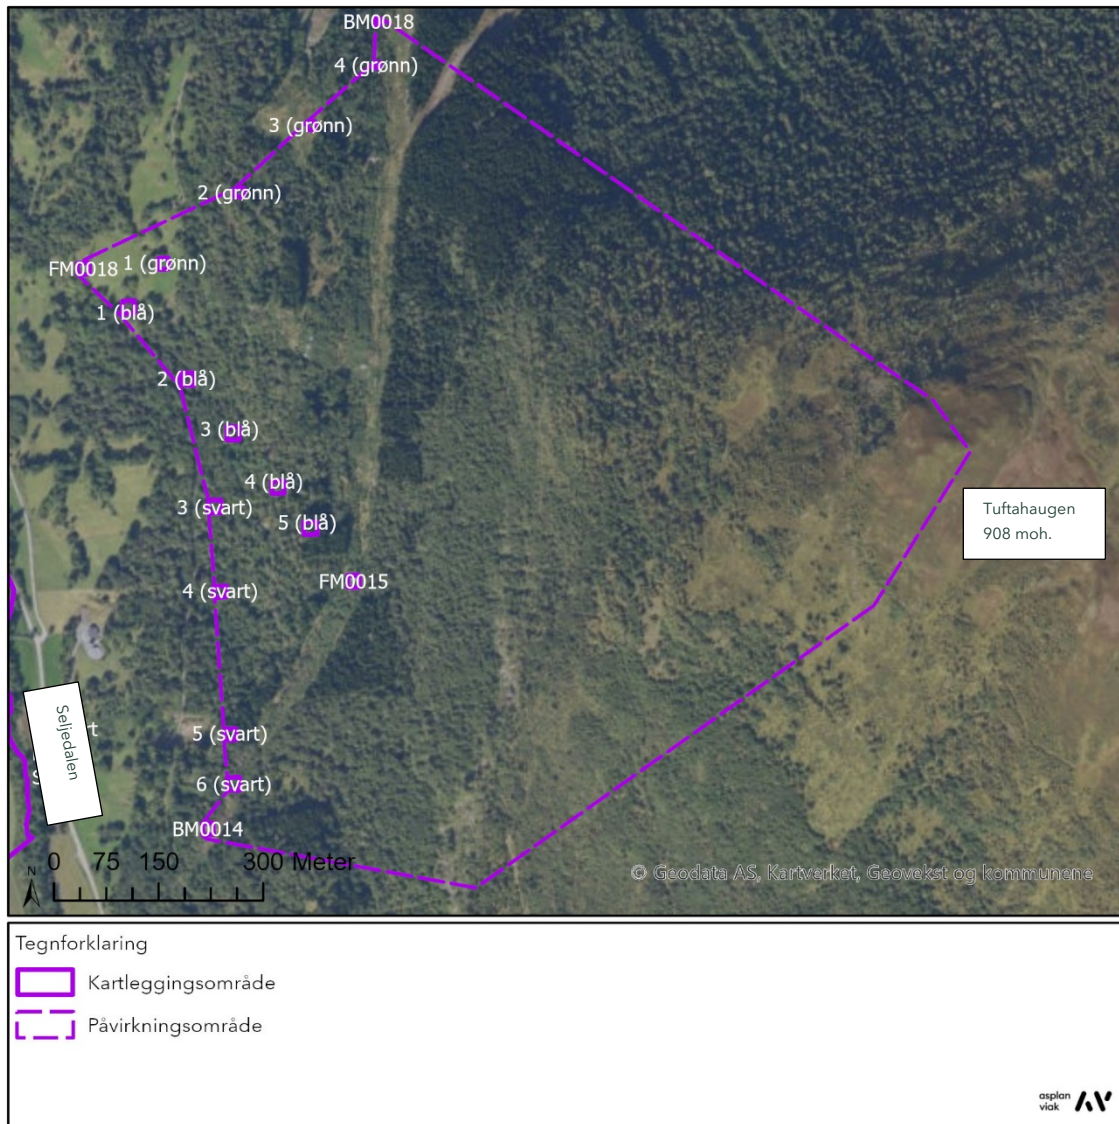 BM0018
4 (grønn)
3 (grønn)
2 (grønn)
FM0018
1 (grønn)
1 (blå)
2 (blå)
3 (blå)
4 (blå)
3 (svart)
5 (blå)
Tuftahaugen
908 moh.
FM0015
4 (svart)
Seljedalen
5 (svart)
6 (svart)
BM0014
N
0 75 150 300 Meter
© Geodata AS, Kartverket, Geovekst og kommunene
Tegnforklaring
Kartleggingsområde
Påvirkningsområde
asplan
viak